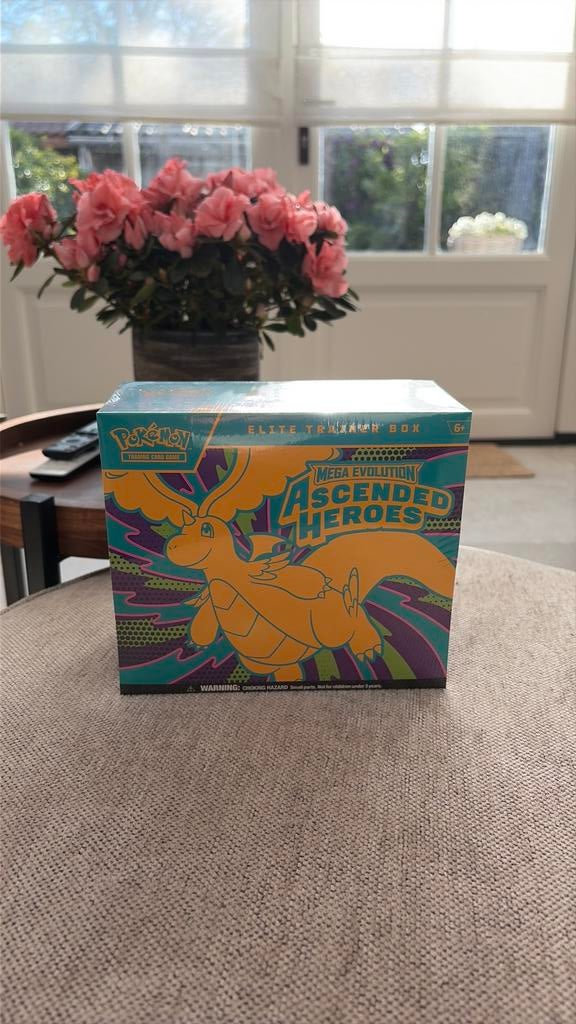 POKÉMON
TRADING CARD GAME
ELITE TRAINER BOX
6+
MEGA EVOLUTION
ASCENDED
HEROES
WARNING: CHOKING HAZARD Small parts. Not for children under 3 years.